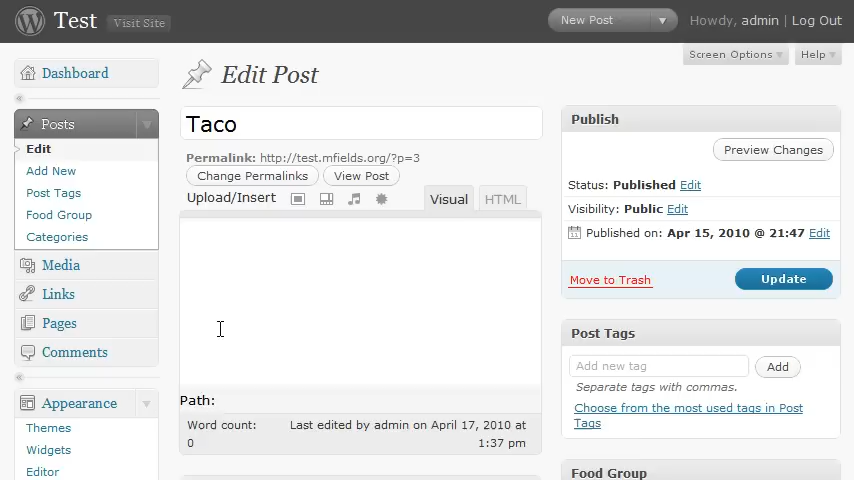 Test
Visit Site
New Post
Howdy, admin | Log Out
Screen Options
Help
Dashboard
Posts
Edit
Add New
Post Tags
Food Group
Categories
Media
Links
Pages
Comments
Appearance
Themes
Widgets
Editor
Edit Post
Taco
Permalink: http://test.mfields.org/?p=3
Change Permalinks
View Post
Upload/Insert
Visual
HTML
Path:
Word count: 
0
Last edited by admin on April 17, 2010 at
1:37 pm
Publish
Preview Changes
Status: Published Edit
Visibility: Public Edit
Published on: Apr 15, 2010 @ 21:47 Edit
Move to Trash
Update
Post Tags
Add new tag
Add
Separate tags with commas.
Choose from the most used tags in Post
Tags
Food Group